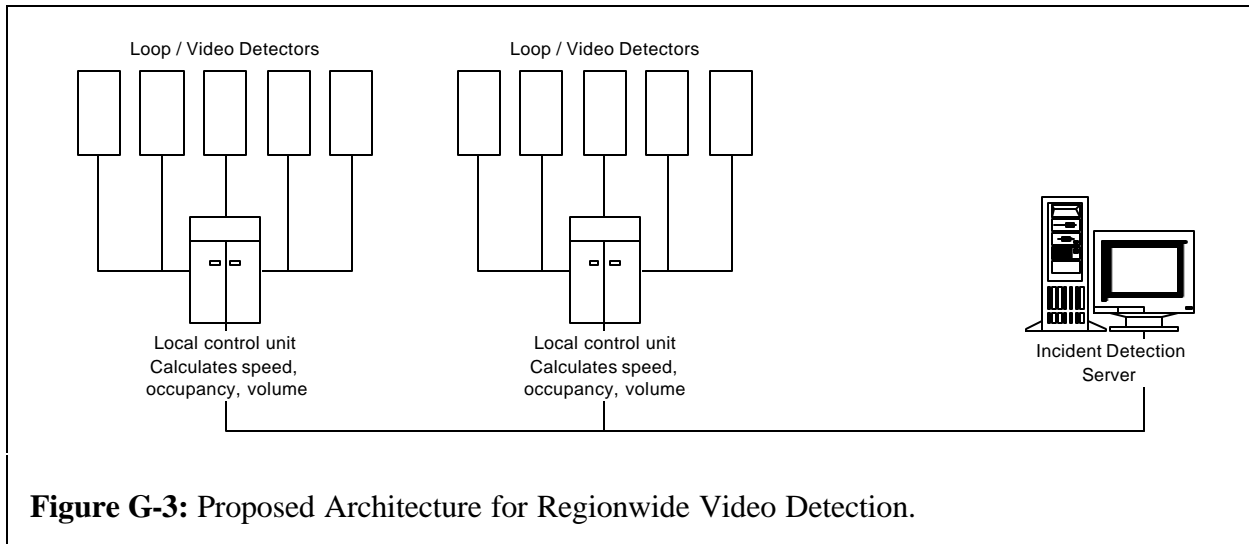 Loop / Video Detectors
Loop / Video Detectors
Local control unit
Calculates speed,
occupancy, volume
Local control unit
Calculates speed,
occupancy, volume
Incident Detection
Server
Figure G-3: Proposed Architecture for Regionwide Video Detection.